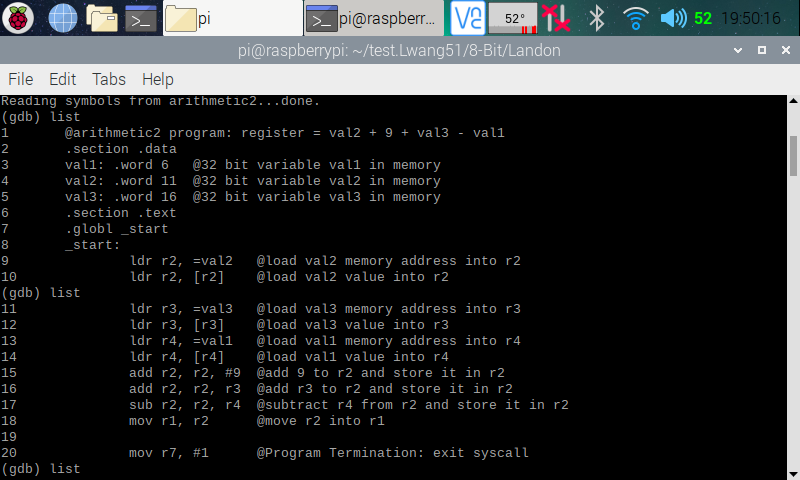 pi
pi@raspberr...
52°
52
19:50:16
pi@raspberrypi: ~/test.Lwang51/8-Bit/Landon
File Edit Tabs Help
Reading symbols from arithmetic2...done.
(gdb) list
1       @arithmetic2 program: register = val2 + 9 + val3 - val1
2       .section .data
3       val1: .word 6   @32 bit variable val1 in memory
4       val2: .word 11  @32 bit variable val2 in memory
5       val3: .word 16  @32 bit variable val3 in memory
6       .section .text
7       .globl _start
8       _start:
9               ldr r2, =val2   @load val2 memory address into r2
10              ldr r2, [r2]    @load val2 value into r2
(gdb) list
11              ldr r3, =val3   @load val3 memory address into r3
12              ldr r3, [r3]    @load val3 value into r3
13              ldr r4, =val1   @load val1 memory address into r4
14              ldr r4, [r4]    @load val1 value into r4
15              add r2, r2, #9  @add 9 to r2 and store it in r2
16              add r2, r2, r3  @add r3 to r2 and store it in r2
17              sub r2, r2, r4  @subtract r4 from r2 and store it in r2
18              mov r1, r2      @move r2 into r1
19
20              mov r7, #1      @Program Termination: exit syscall
(gdb) list